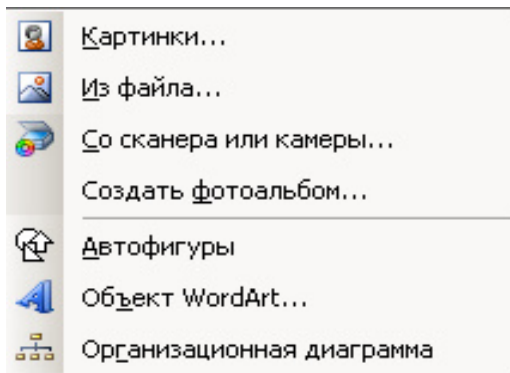 Картинки...
Из файла...
Со сканера или камеры...
Создать фотоальбом...
Автофигуры
Объект WordArt...
Организационная диаграмма